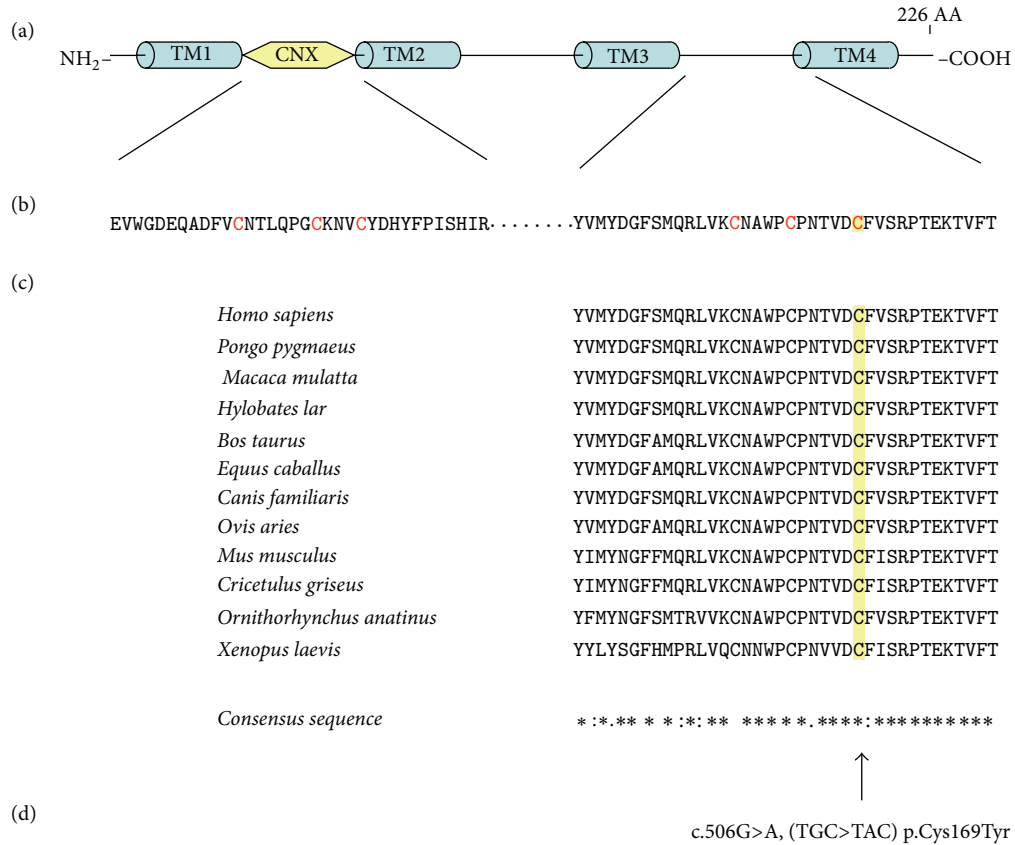 (a)
226 AA
NH2– TM1 CNX TM2 TM3 TM4 –COOH
(b)
EVWGDEQADFVCNTLQPGCKNVCYDHYFPISHIR........YVMYDGFSMQRLVKCNAWPCPNTVDCFVSRPTEKTVFT
(c)
Homo sapiens YVMYDGFSMQRLVKCNAWPCPNTVDCFVSRPTEKTVFT
Pongo pygmaeus YVMYDGFSMQRLVKCNAWPCPNTVDCFVSRPTEKTVFT
Macaca mulatta YVMYDGFSMQRLVKCNAWPCPNTVDCFVSRPTEKTVFT
Hylobates lar YVMYDGFSMQRLVKCNAWPCPNTVDCFVSRPTEKTVFT
Bos taurus YVMYDGFAMQRLVKCNAWPCPNTVDCFVSRPTEKTVFT
Equus caballus YVMYDGFAMQRLVKCNAWPCPNTVDCFVSRPTEKTVFT
Canis familiaris YVMYDGFSMQRLVKCNAWPCPNTVDCFVSRPTEKTVFT
Ovis aries YVMYDGFAMQRLVKCNAWPCPNTVDCFVSRPTEKTVFT
Mus musculus YIMYNGFFMQRLVKCNAWPCPNTVDCFISRPTEKTVFT
Cricetulus griseus YIMYNGFFMQRLVKCNAWPCPNTVDCFISRPTEKTVFT
Ornithorhynchus anatinus YFMYNGFSMTRVVKCNAWPCPNTVDCFVSRPTEKTVFT
Xenopus laevis YYLYSGFHMPRLVQCNNWPCPNVVDCFISRPTEKTVFT
Consensus sequence * :*.** * * :*:** *****.****:***********
(d)
c.506G>A, (TGC>TAC) p.Cys169Tyr